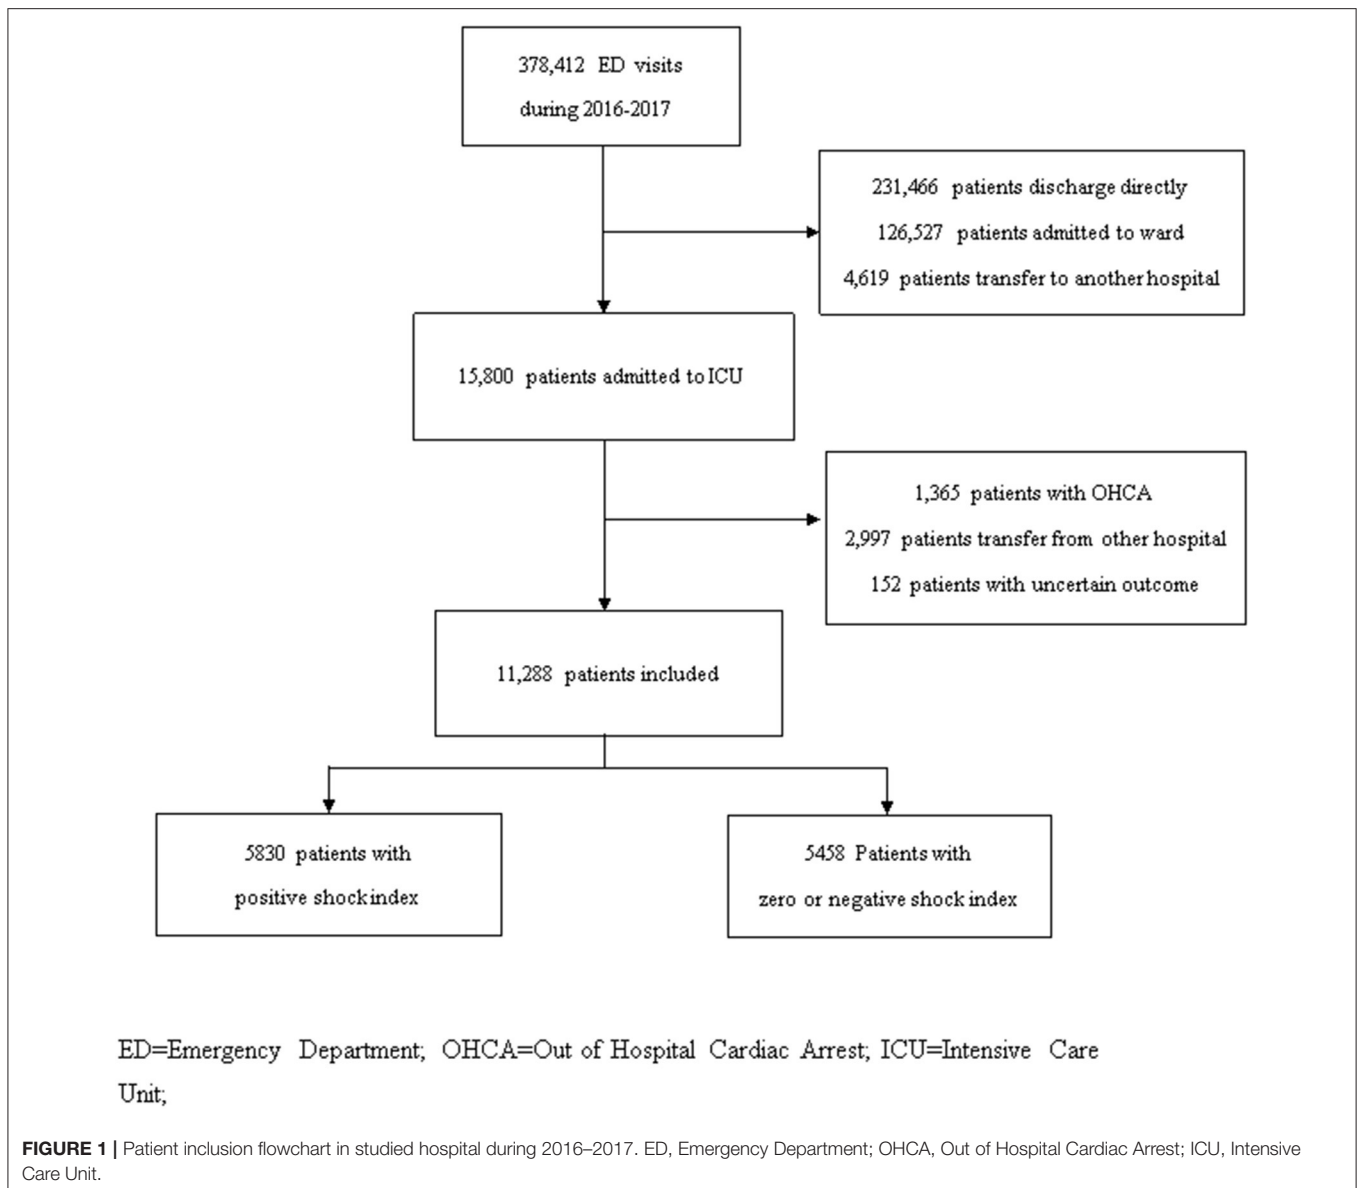 378,412 ED visits
during 2016-2017
231,466 patients discharge directly
126,527 patients admitted to ward
4,619 patients transfer to another hospital
15,800 patients admitted to ICU
1,365 patients with OHCA
2,997 patients transfer from other hospital
152 patients with uncertain outcome
11,288 patients included
5830 patients with
positive shock index
5458 Patients with
zero or negative shock index
ED=Emergency Department; OHCA=Out of Hospital Cardiac Arrest; ICU=Intensive Care
Unit;
FIGURE 1 | Patient inclusion flowchart in studied hospital during 2016–2017. ED, Emergency Department; OHCA, Out of Hospital Cardiac Arrest; ICU, Intensive
Care Unit.